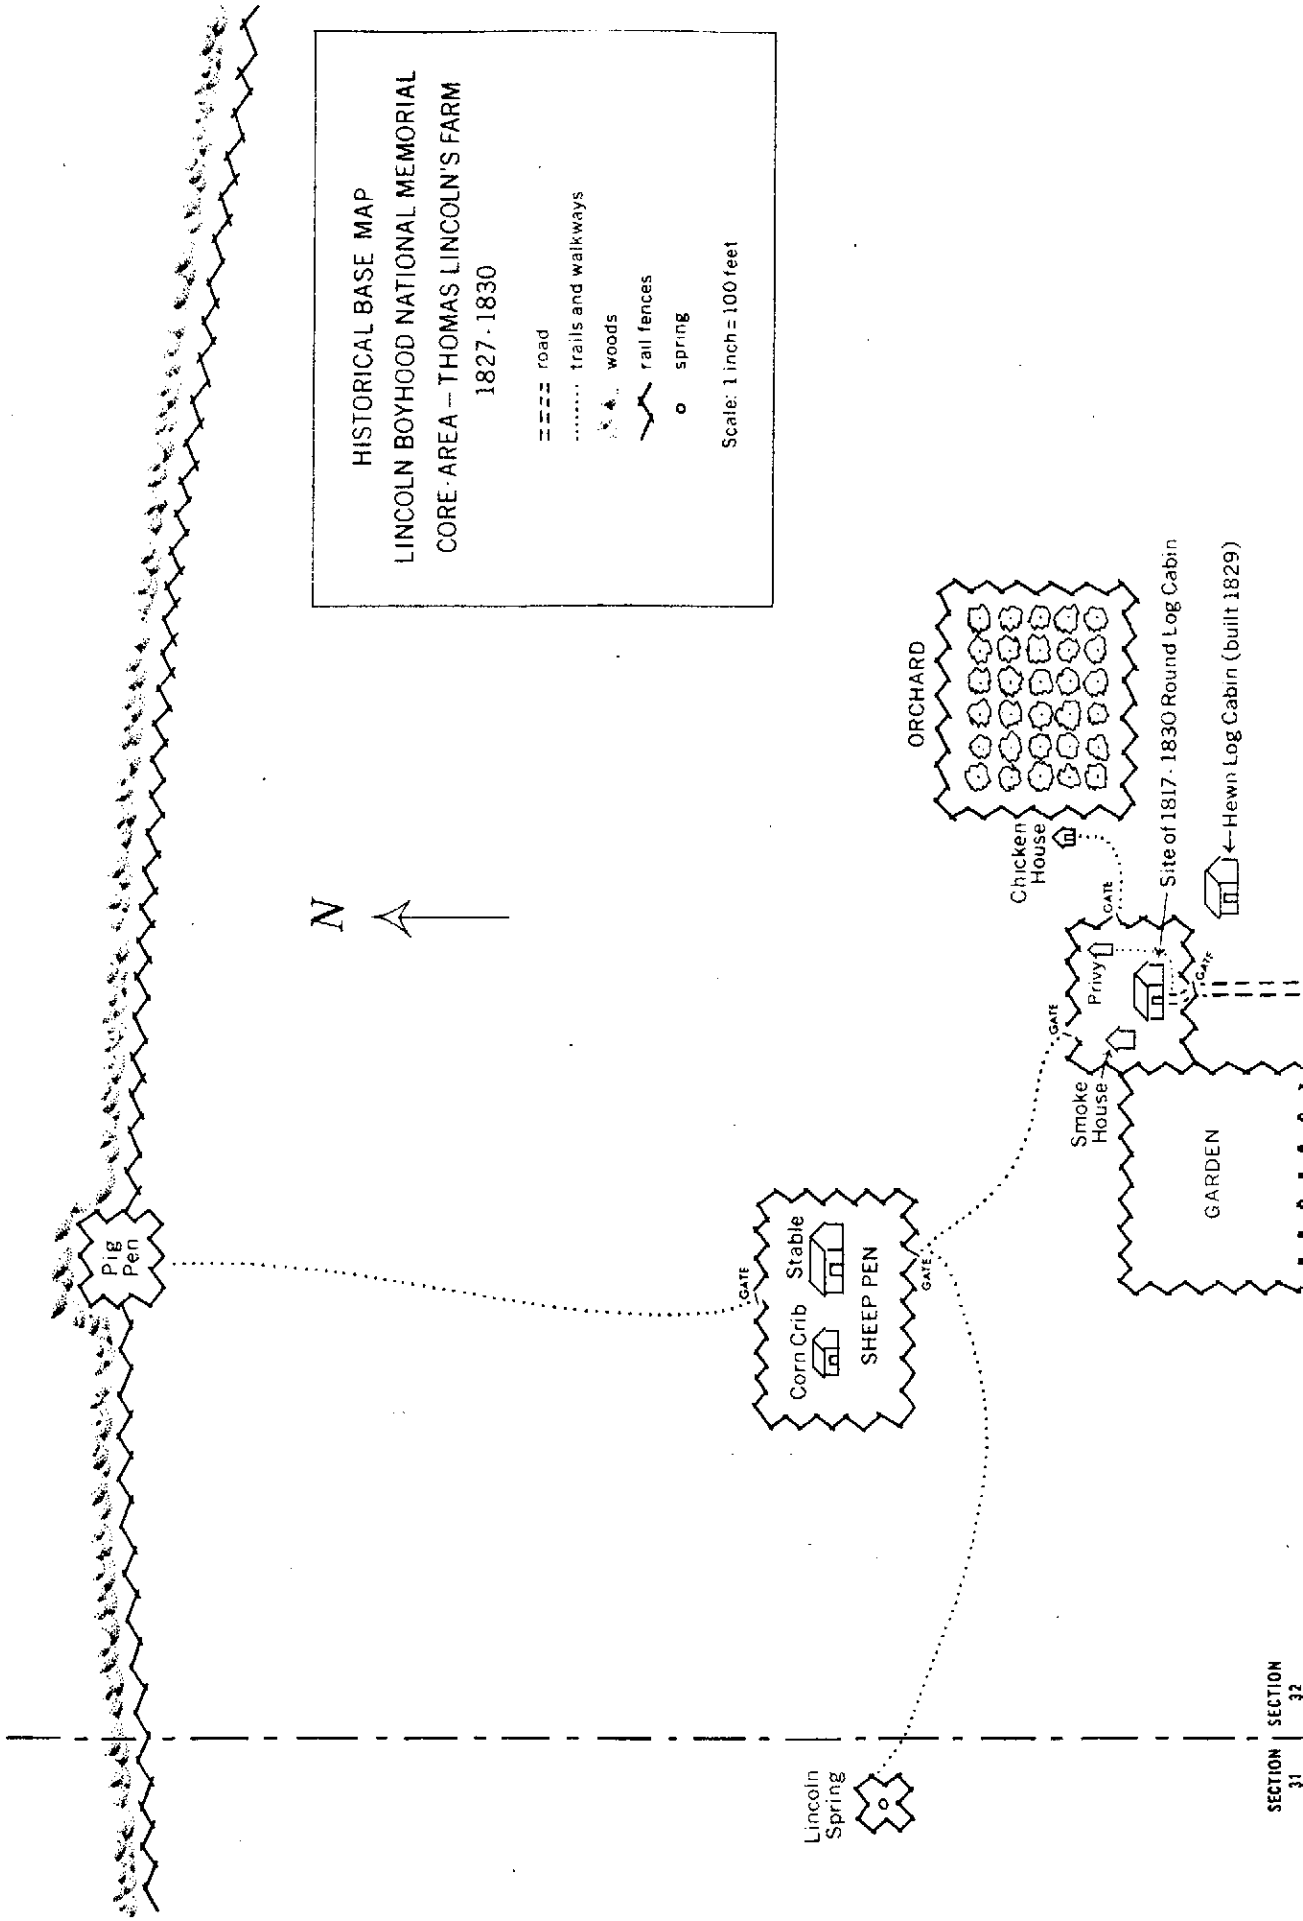 HISTORICAL BASE MAP
LINCOLN BOYHOOD NATIONAL MEMORIAL
CORE-AREA - THOMAS LINCOLN'S FARM
1827-1830
road
trails and walkways
woods
rail fences
spring
Scale: 1 inch = 100 feet
N
Pig
Pen
GATE
Corn Crib
Stable
SHEEP PEN
GATE
Lincoln
Spring
ORCHARD
Chicken
House
GATE
GATE
Privy
Smoke
House
GATE
Site of 1817-1830 Round Log Cabin
Hewn Log Cabin (built 1829)
GARDEN
SECTION
31
SECTION
32